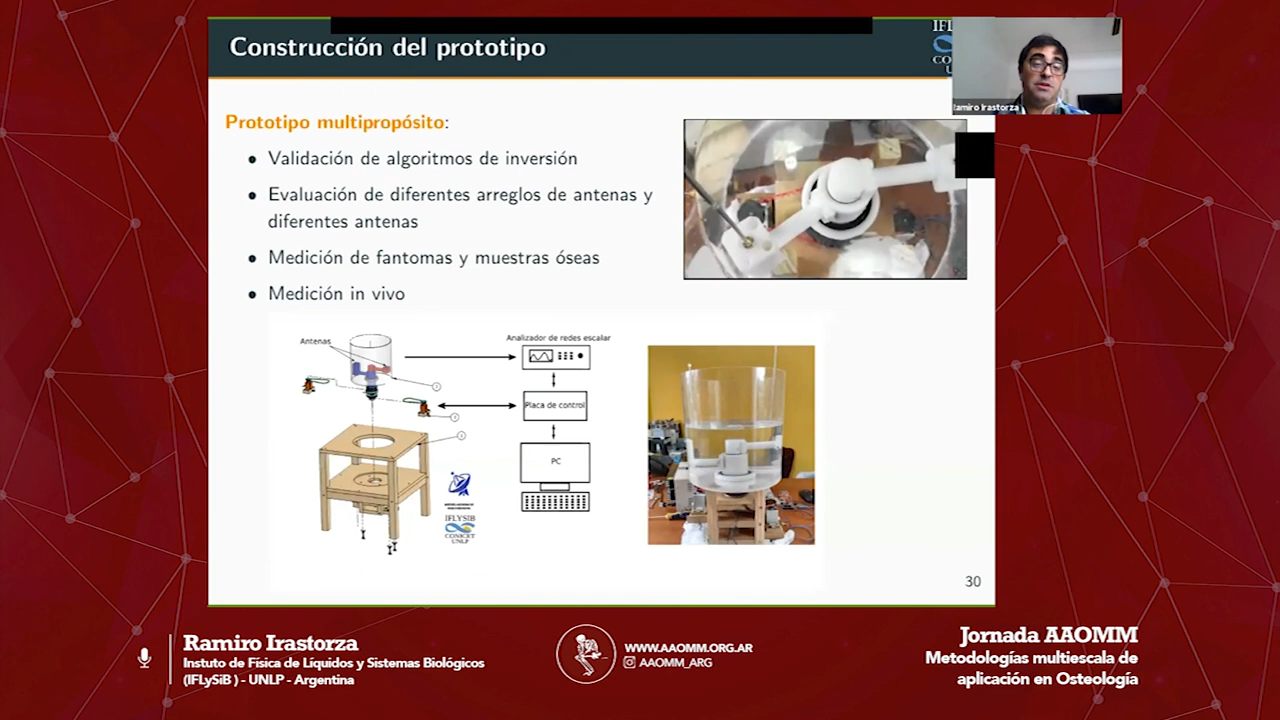 Construcción del prototipo
Ramiro Irastorza
Prototipo multipropósito:
• Validación de algoritmos de inversión
• Evaluación de diferentes arreglos de antenas y
diferentes antenas
• Medición de fantomas y muestras óseas
• Medición in vivo
Antenas
Analizador de redes escalar
Placa de control
PC
IFLYSIB
CONICET
UNLP
30
Ramiro Irastorza
Instuto de Física de Líquidos y Sistemas Biológicos
(IFLySiB ) - UNLP - Argentina
WWW.AAOMM.ORG.AR
AAOMM_ARG
Jornada AAOMM
Metodologías multiescala de
aplicación en Osteología